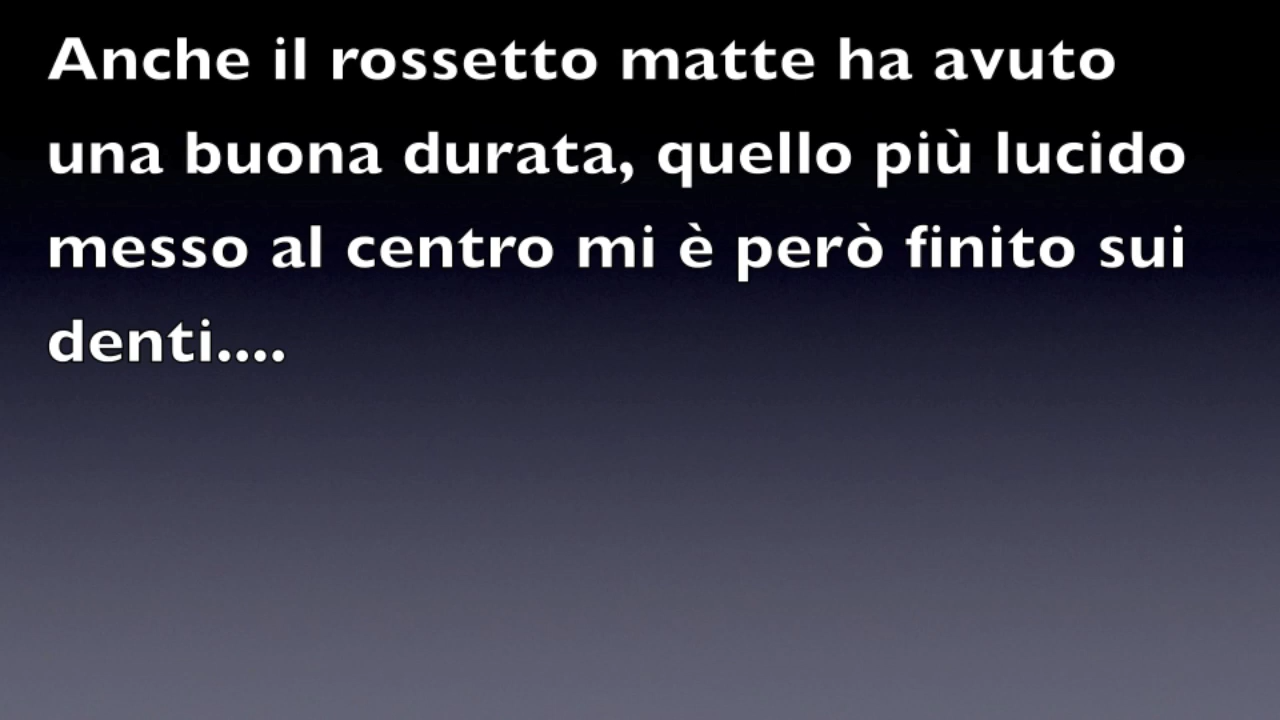 Anche il rossetto matte ha avuto
una buona durata, quello più lucido
messo al centro mi è però finito sui
denti....